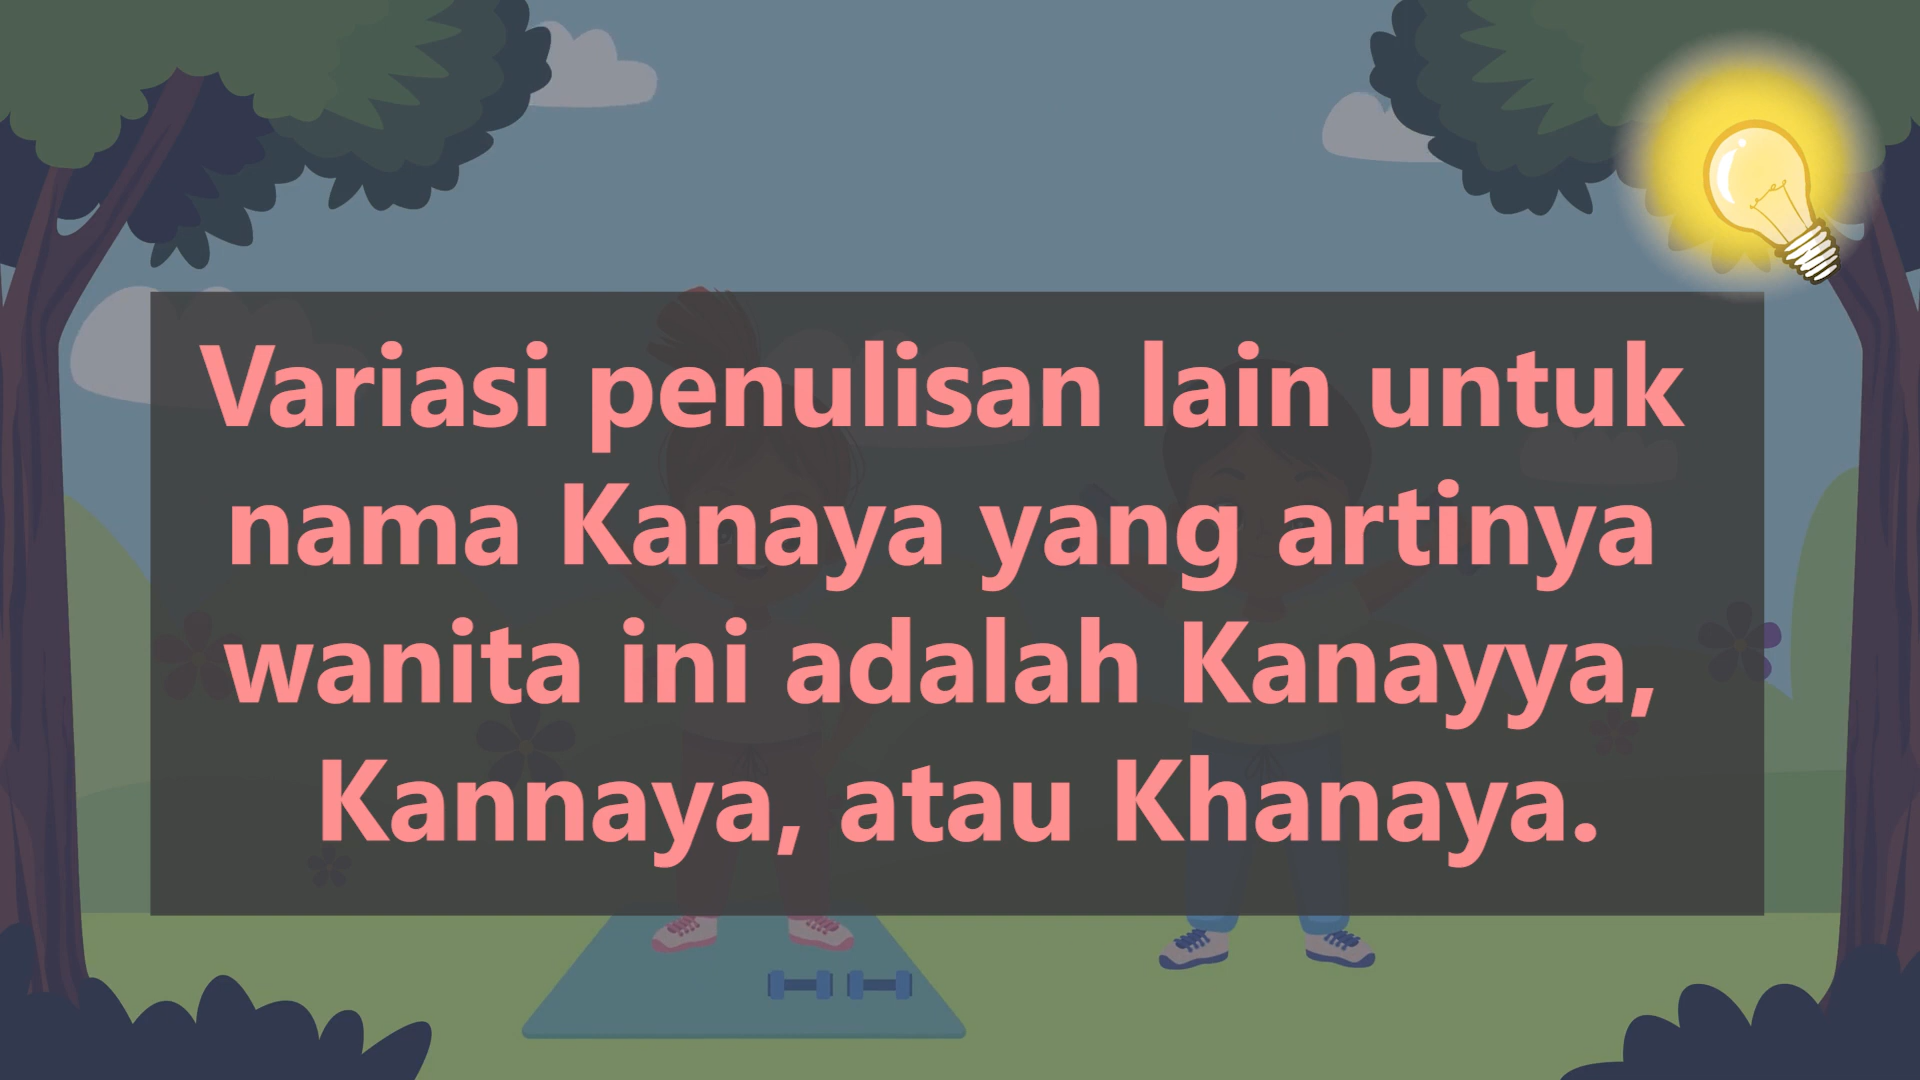 Variasi penulisan lain untuk
nama Kanaya yang artinya
wanita ini adalah Kanayya,
Kannaya, atau Khanaya.